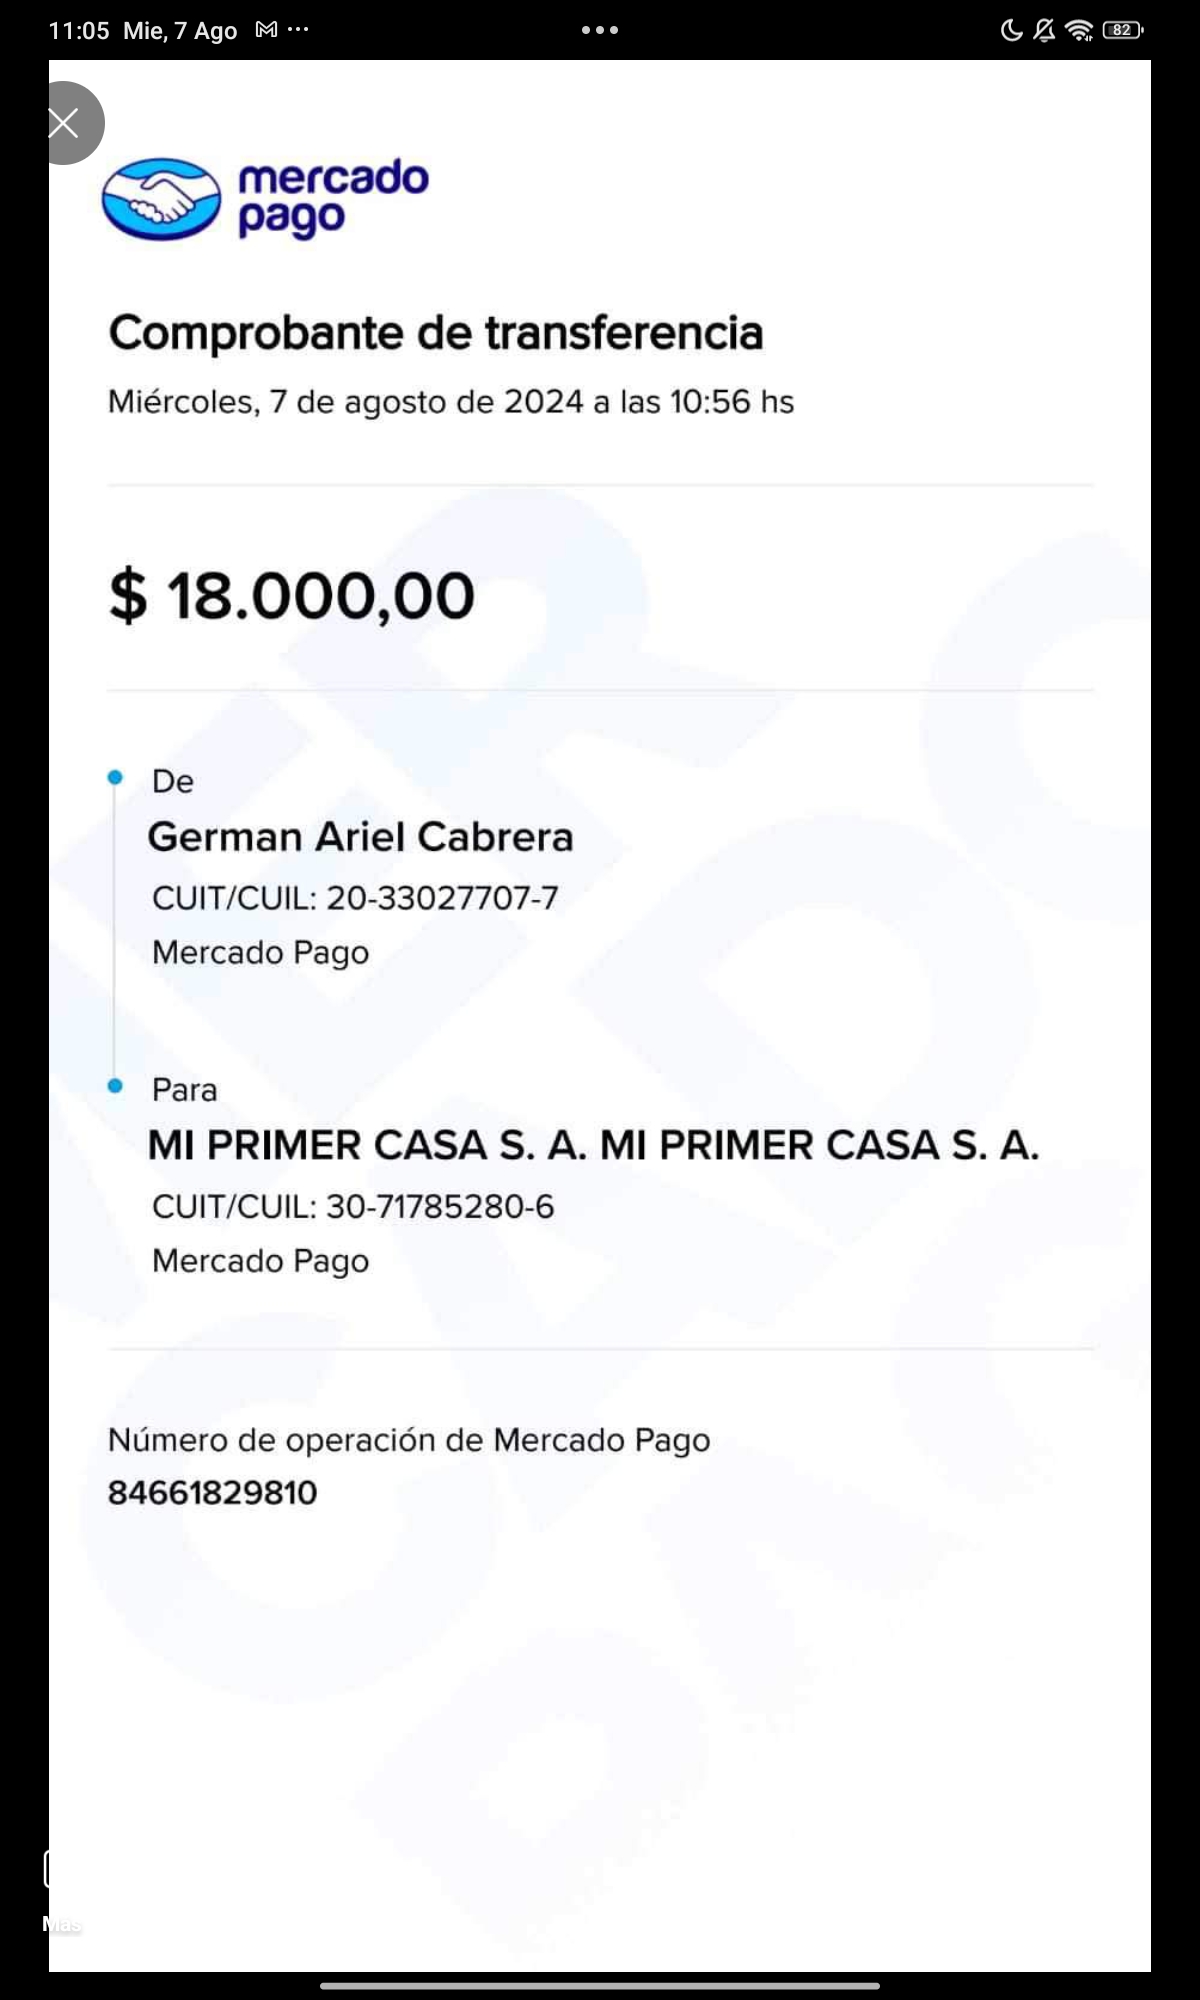 11:05 Mie, 7 Ago
82
mercado
pago
Comprobante de transferencia
Miércoles, 7 de agosto de 2024 a las 10:56 hs
$ 18.000,00
De
German Ariel Cabrera
CUIT/CUIL: 20-33027707-7
Mercado Pago
Para
MI PRIMER CASA S. A. MI PRIMER CASA S. A.
CUIT/CUIL: 30-71785280-6
Mercado Pago
Número de operación de Mercado Pago
84661829810
Más